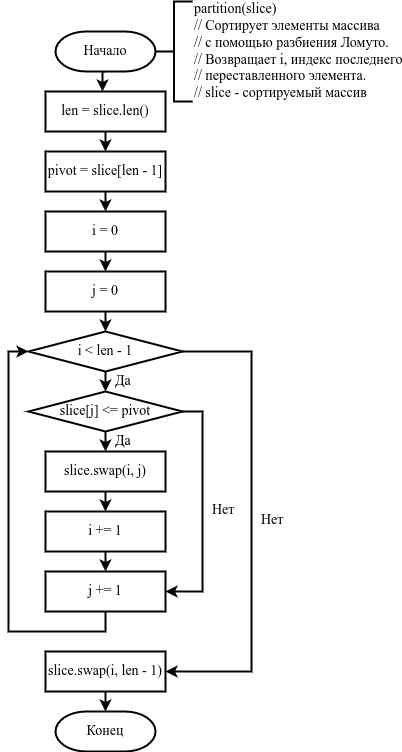 partition(slice)
// Сортирует элементы массива
// с помощью разбиения Ломуто.
// Возвращает i, индекс последнего
// переставленного элемента.
// slice - сортируемый массив
Начало
len = slice.len()
pivot = slice[len - 1]
i = 0
j = 0
i < len - 1
Да
slice[j] <= pivot
Да
slice.swap(i, j)
i += 1
Нет
Нет
j += 1
slice.swap(i, len - 1)
Конец